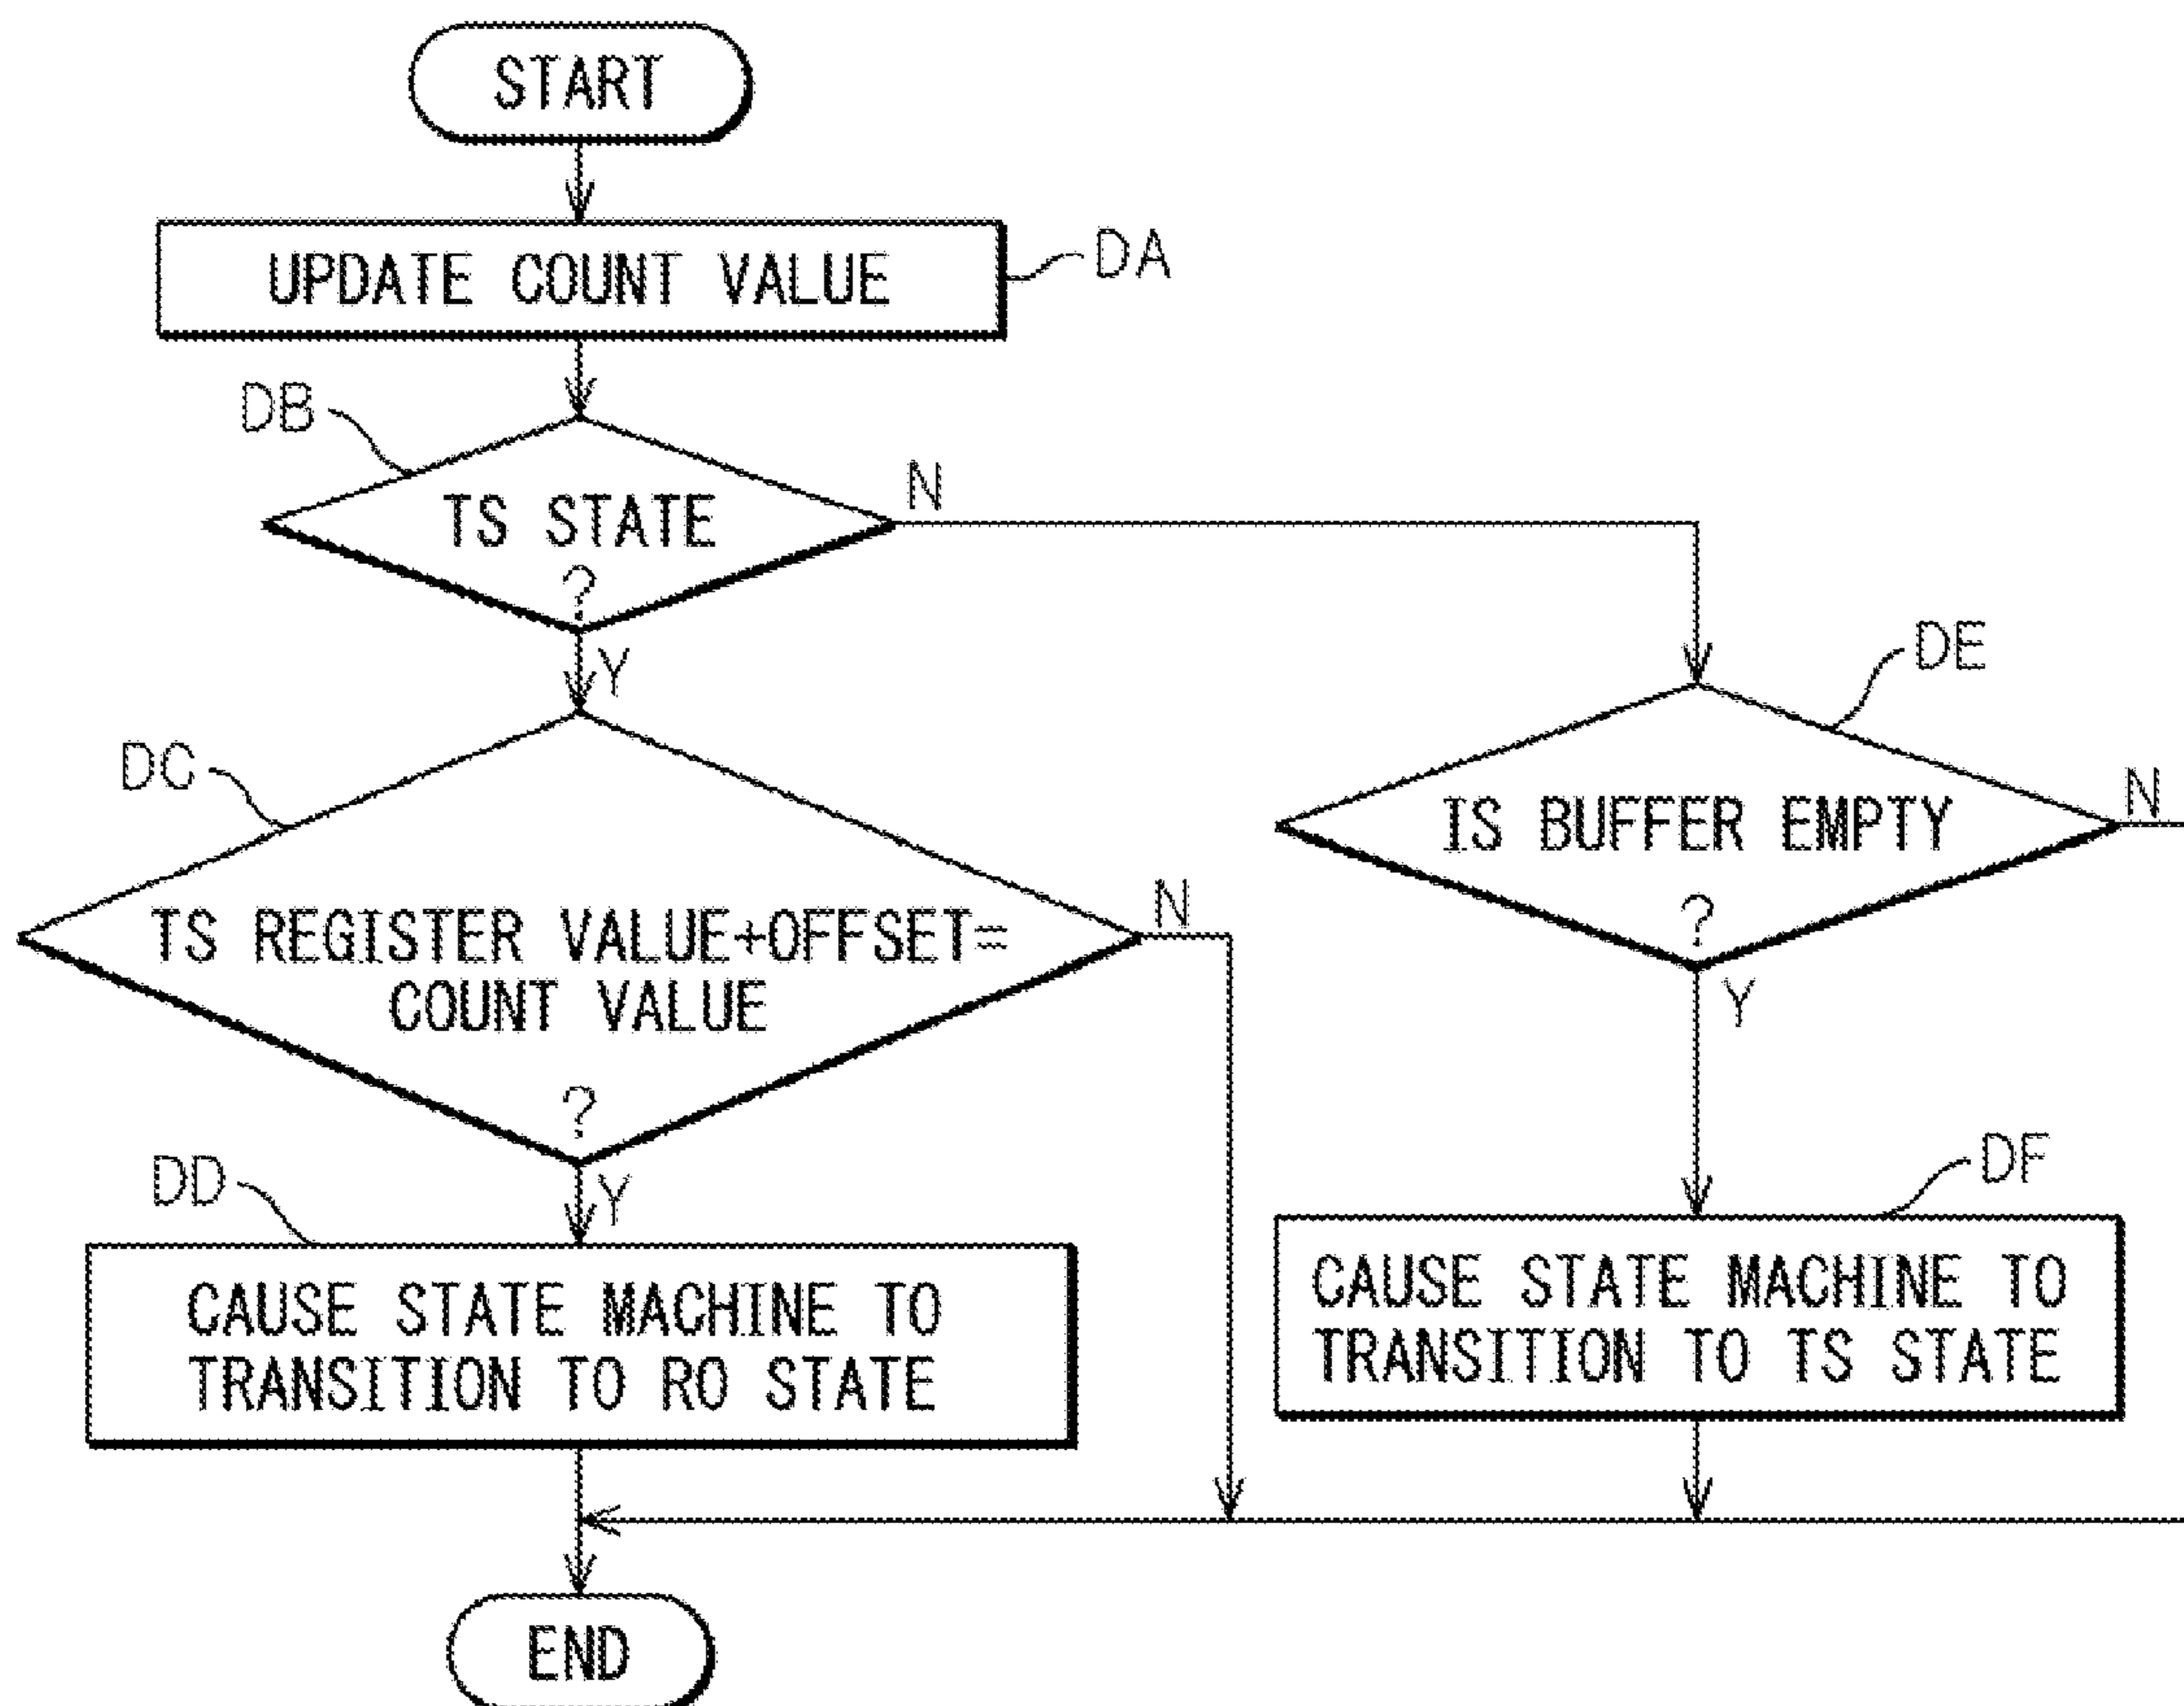 START
UPDATE COUNT VALUE
DA
DB
TS STATE
?
N
Y
DE
DC
IS BUFFER EMPTY
?
N
Y
TS REGISTER VALUE+OFFSET=
COUNT VALUE
?
N
Y
DD
CAUSE STATE MACHINE TO
TRANSITION TO RO STATE
DF
CAUSE STATE MACHINE TO
TRANSITION TO TS STATE
END